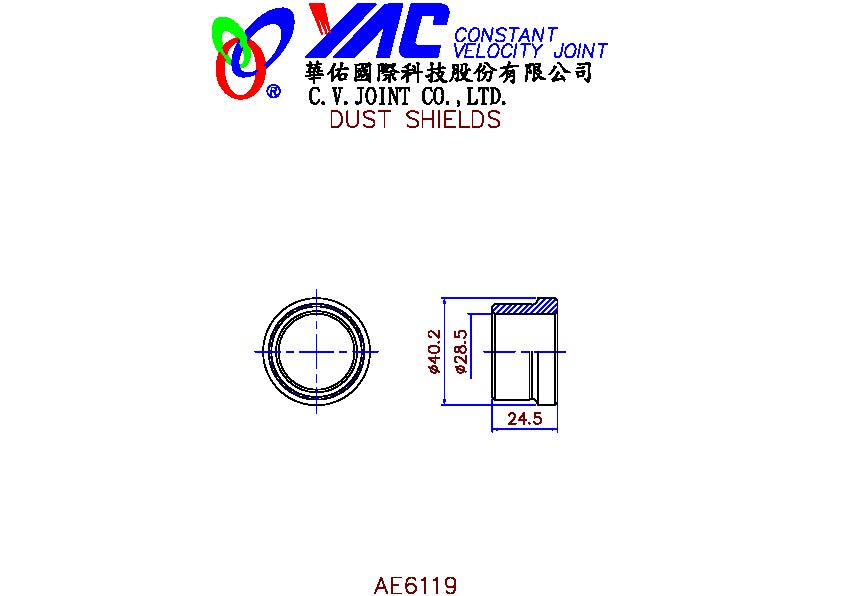 YAC CONSTANT
VELOCITY JOINT
®
華佑國際科技股份有限公司
C.V.JOINT CO.,LTD.
DUST SHIELDS
ϕ40.2
ϕ28.5
24.5
AE6119